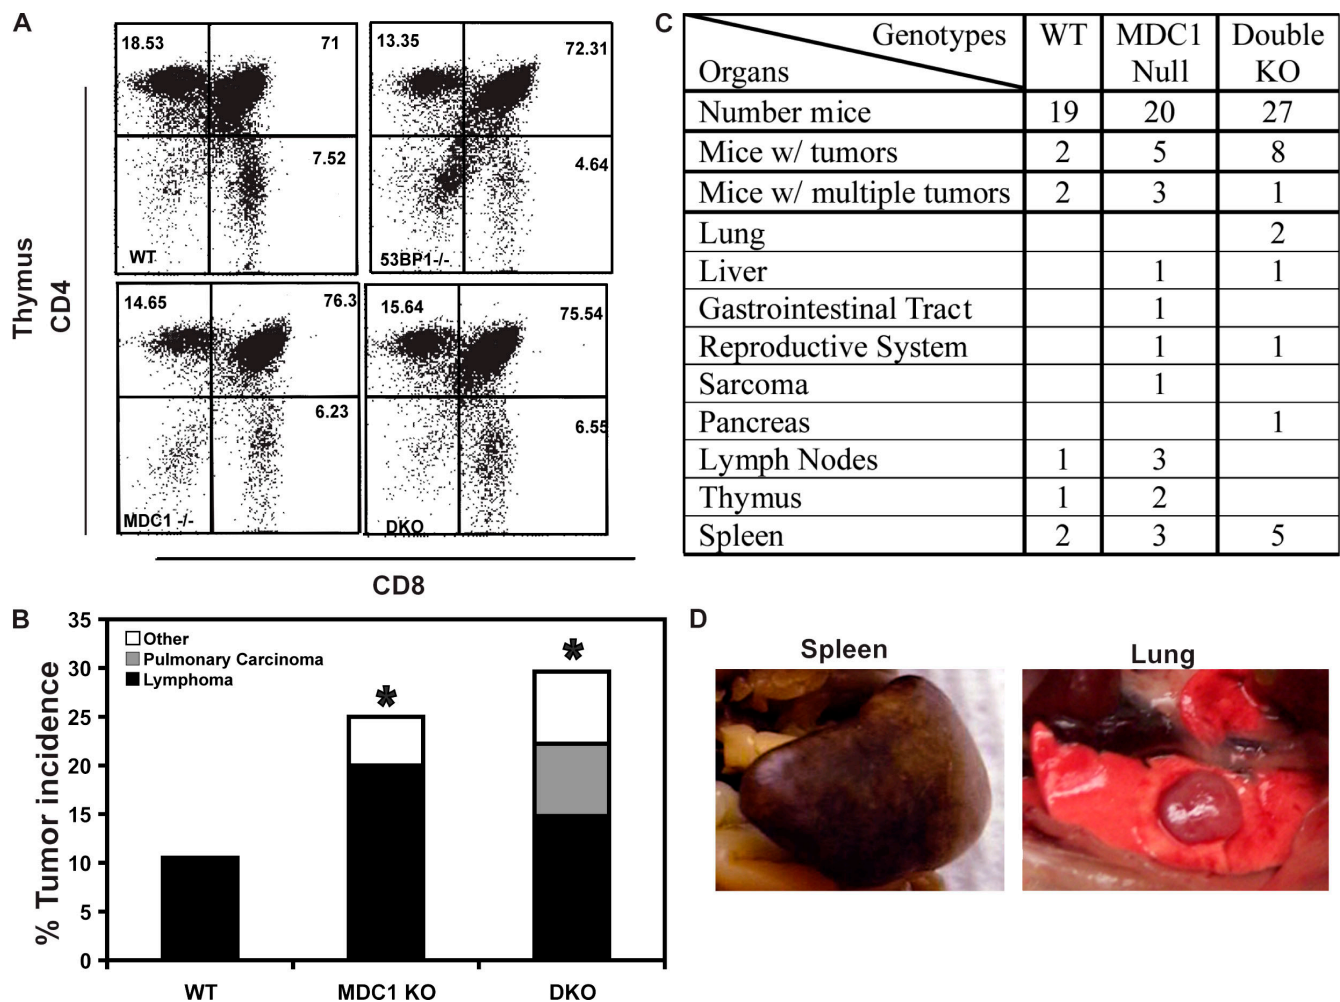 A
18.53
71
7.52
WT
13.35
72.31
4.64
53BP1-/-
14.65
76.3
6.23
MDC1 -/-
15.64
75.54
6.55
DKO
Thymus
CD4
CD8
C
Genotypes WT MDC1 Null Double KO
Organs
Number mice 19 20 27
Mice w/ tumors 2 5 8
Mice w/ multiple tumors 2 3 1
Lung 2
Liver 1 1
Gastrointestinal Tract 1
Reproductive System 1 1
Sarcoma 1
Pancreas 1
Lymph Nodes 1 3
Thymus 1 2
Spleen 2 3 5
B
% Tumor incidence
35
30
25
20
15
10
5
0
Other
Pulmonary Carcinoma
Lymphoma
*
*
WT MDC1 KO DKO
D
Spleen
Lung